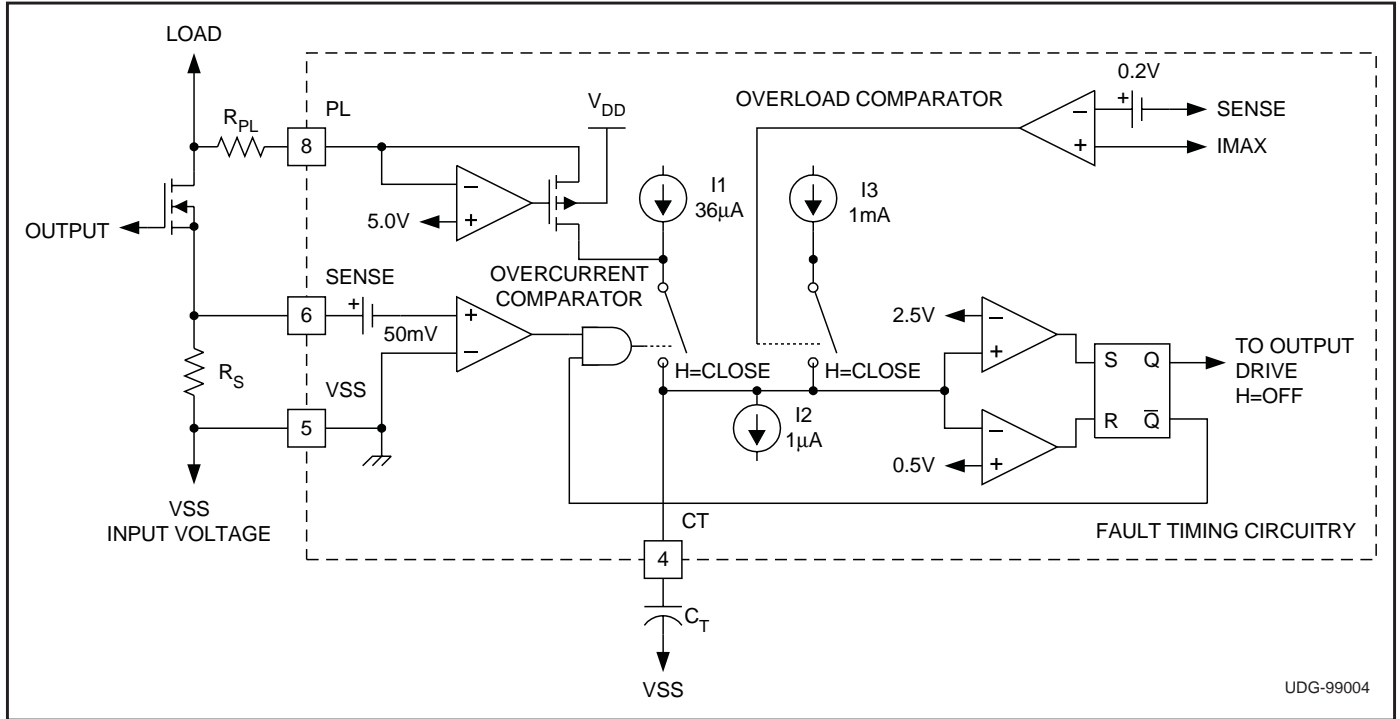 LOAD
R_PL
PL
8
V_DD
OVERLOAD COMPARATOR
0.2V
+
−
+
SENSE
IMAX
5.0V
−
+
I1
36μA
I3
1mA
OUTPUT
SENSE
6
+
50mV
OVERCURRENT
COMPARATOR
+
−
H=CLOSE
H=CLOSE
2.5V
−
+
R_S
VSS
5
I2
1μA
−
+
0.5V
S Q
R Q̅
TO OUTPUT
DRIVE
H=OFF
VSS
INPUT VOLTAGE
CT
4
FAULT TIMING CIRCUITRY
C_T
VSS
UDG-99004